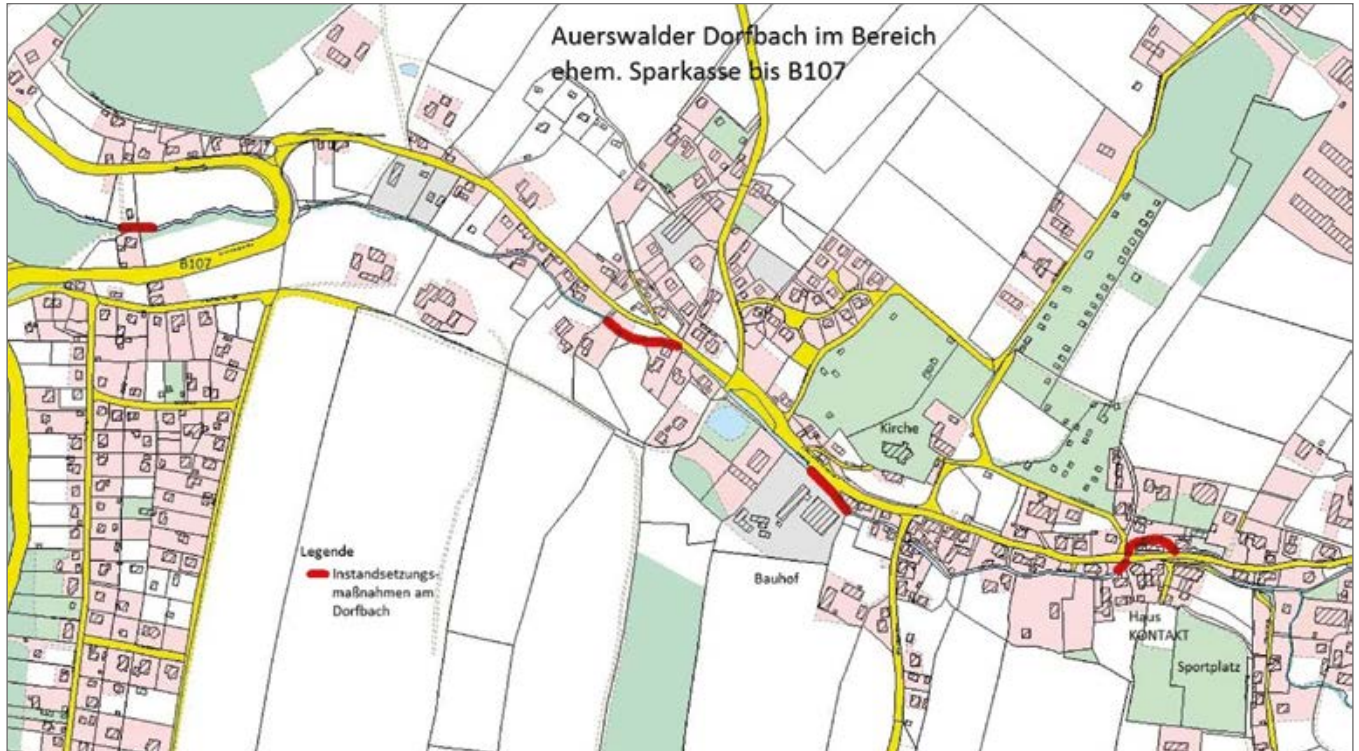 Auerswalder Dorfbach im Bereich
ehem. Sparkasse bis B107
B107
Kirche
Legende
Instandsetzungs-
maßnahmen am
Dorfbach
Bauhof
Haus
KONTAKT
Sportplatz